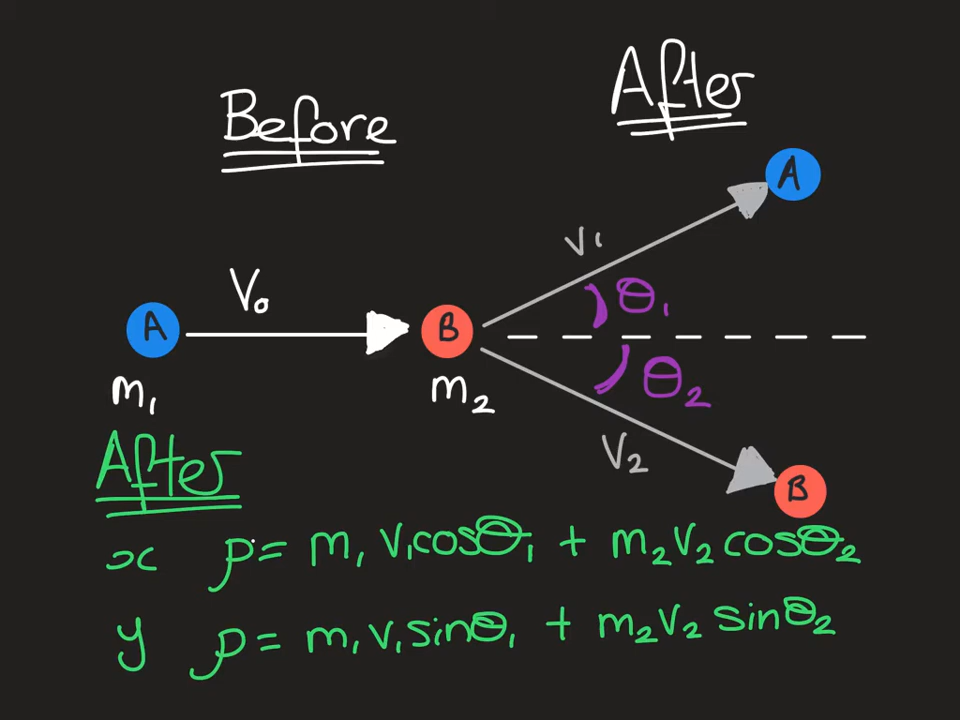 Before
After
A
V₁
V₀
θ₁
A
B
m₁
m₂
θ₂
V₂
B
After
x p = m₁ v₁cosθ₁ + m₂v₂ cosθ₂
y p = m₁ v₁ sinθ₁ + m₂v₂ sinθ₂